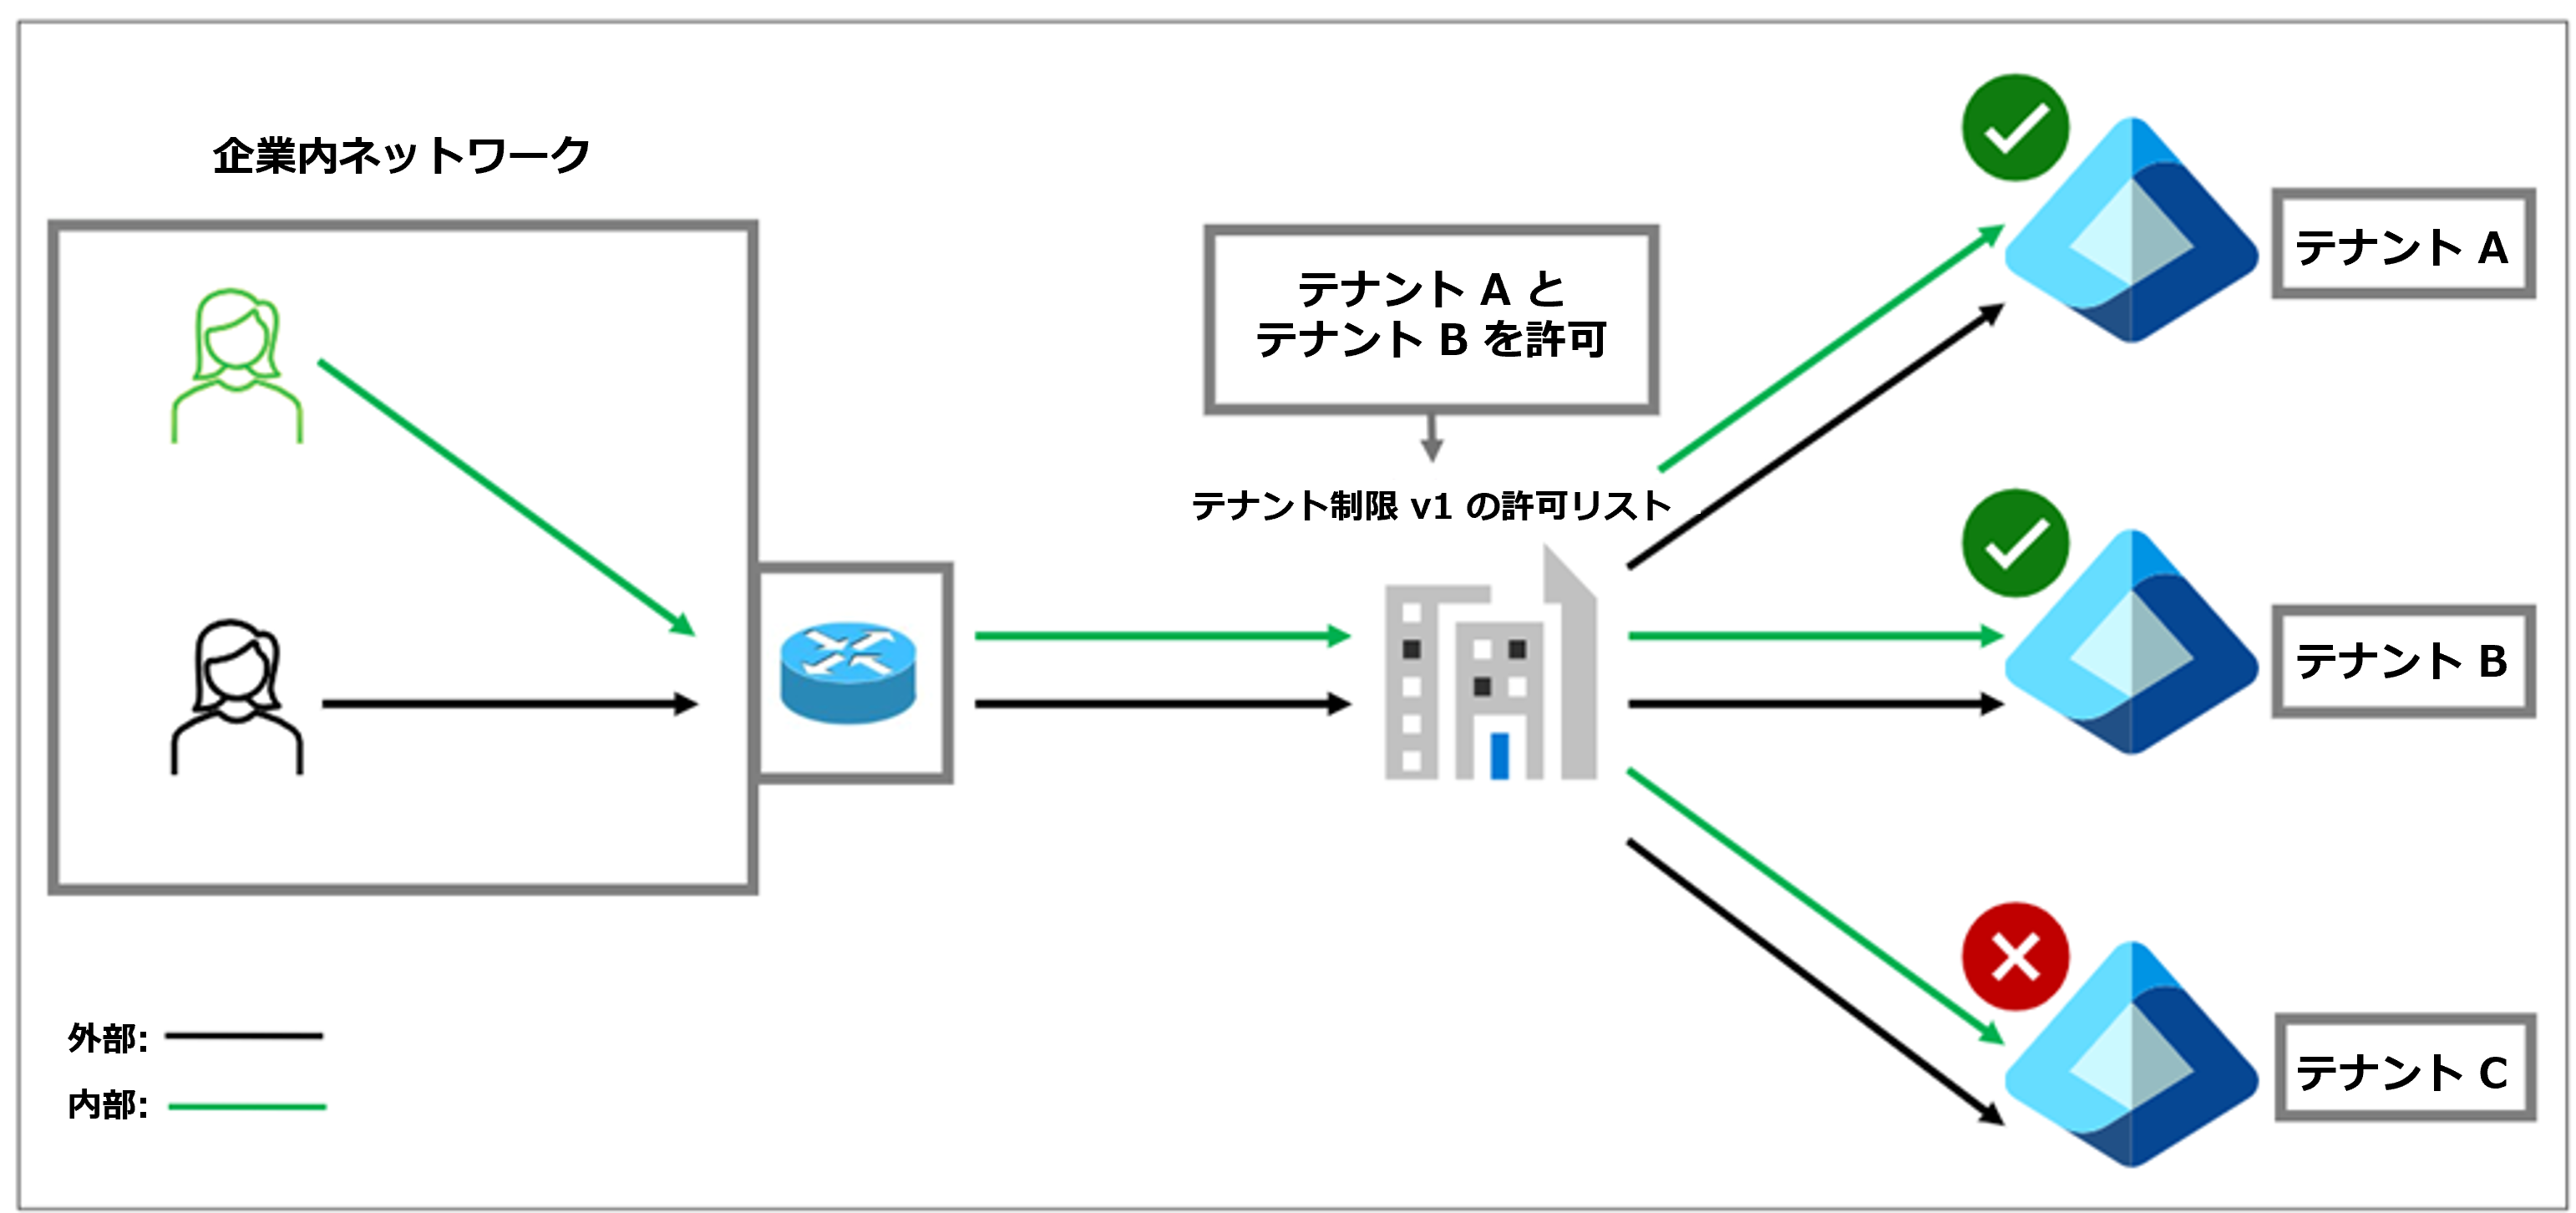 企業内ネットワーク
テナント A と
テナント B を許可
テナント制限 v1 の許可リスト
テナント A
テナント B
テナント C
外部:
内部: